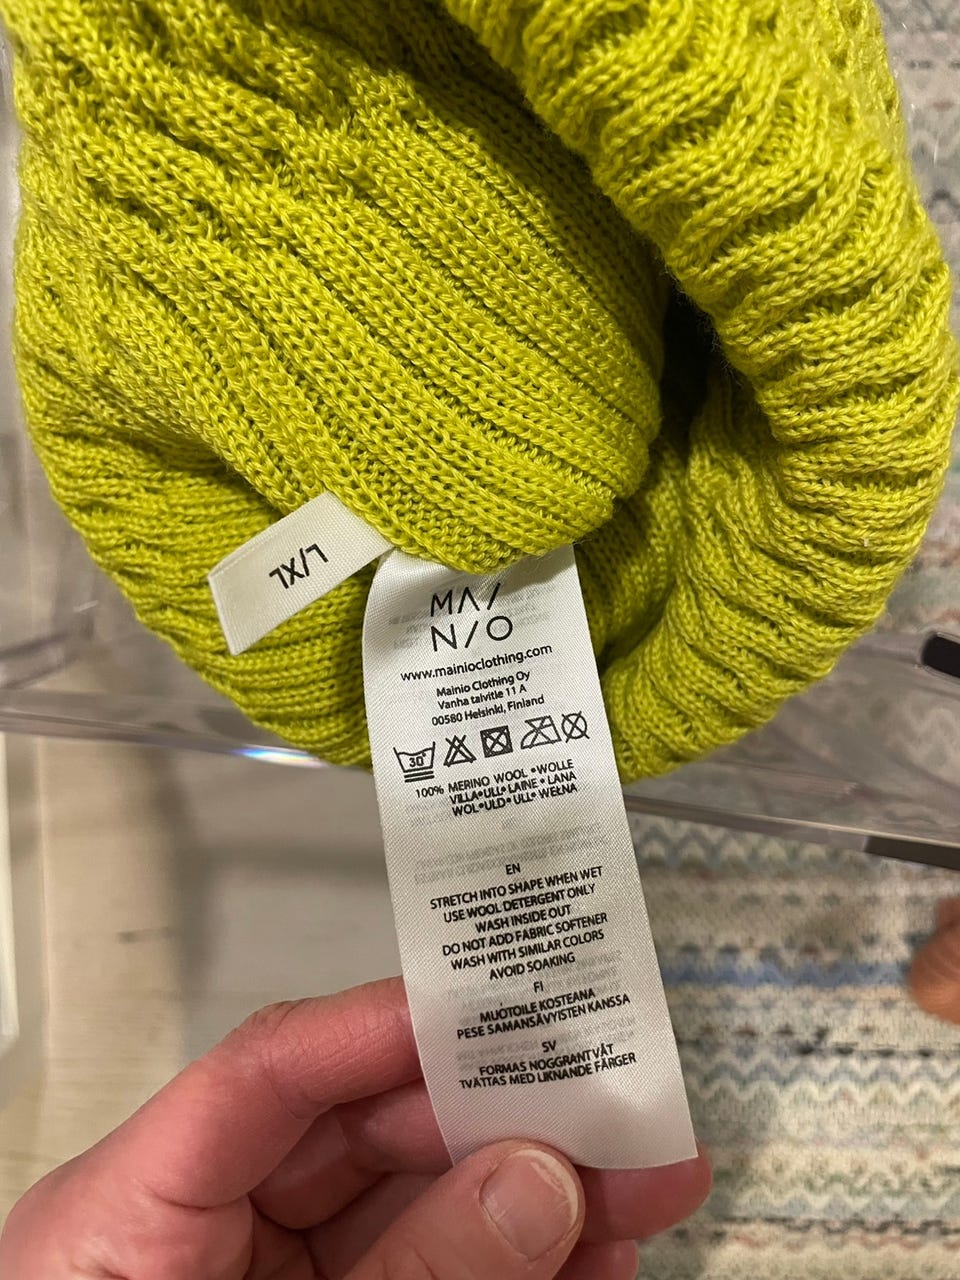 L/XL
MA/
N/O
www.mainioclothing.com
Mainio Clothing Oy
Vanha talvitie 11 A
00580 Helsinki, Finland
30°
100% MERINO WOOL •WOLLE
VILLA•ULL• LAINE • LANA
WOL•ULD• ULL• WEŁNA
EN
STRETCH INTO SHAPE WHEN WET
USE WOOL DETERGENT ONLY
WASH INSIDE OUT
DO NOT ADD FABRIC SOFTENER
WASH WITH SIMILAR COLORS
AVOID SOAKING
FI
MUOTOILE KOSTEANA
PESE SAMANSÄVYISTEN KANSSA
SV
FORMAS NOGGRANT VÅT
TVÄTTAS MED LIKNANDE FÄRGER